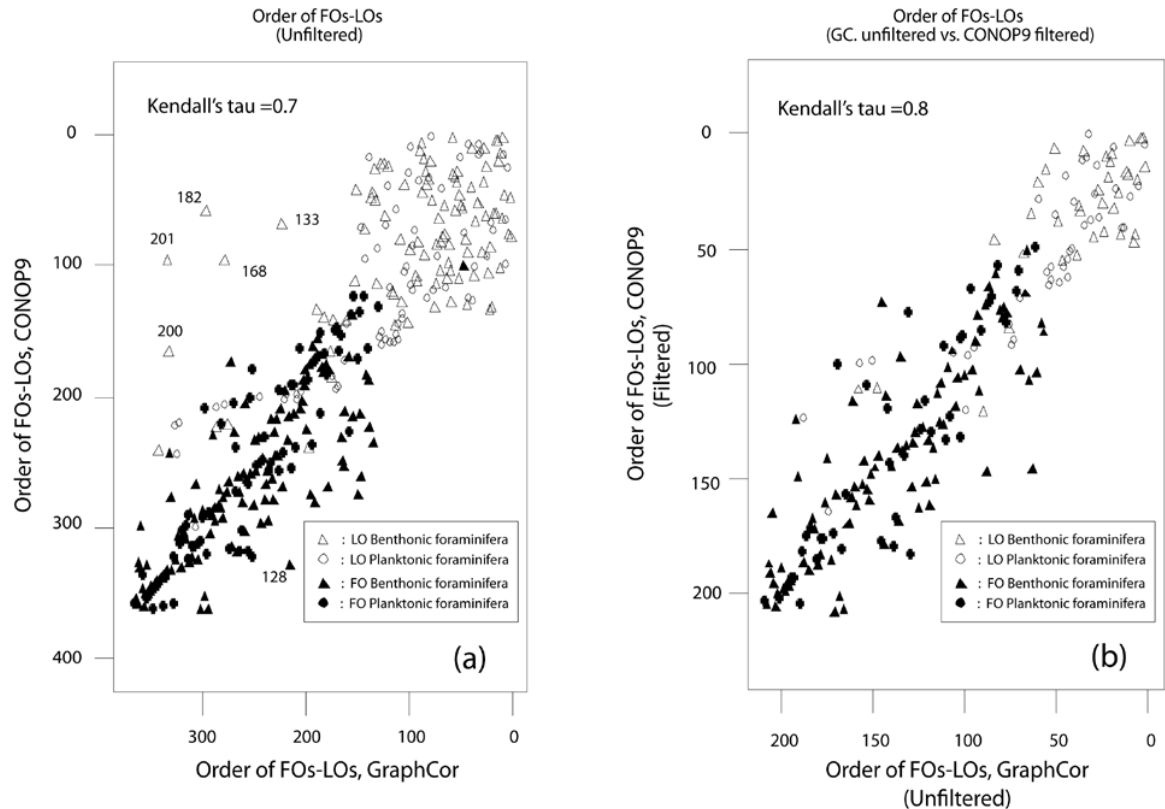 Order of FOs-LOs
(Unfiltered)
Kendall's tau =0.7
0
100
200
300
400
Order of FOs-LOs, CONOP9
182
133
201
168
200
128
△ : LO Benthonic foraminifera
○ : LO Planktonic foraminifera
▲ : FO Benthonic foraminifera
● : FO Planktonic foraminifera
(a)
300 200 100 0
Order of FOs-LOs, GraphCor
Order of FOs-LOs
(GC. unfiltered vs. CONOP9 filtered)
Kendall's tau =0.8
0
50
100
150
200
Order of FOs-LOs, CONOP9
(Filtered)
△ : LO Benthonic foraminifera
○ : LO Planktonic foraminifera
▲ : FO Benthonic foraminifera
● : FO Planktonic foraminifera
(b)
200 150 100 50 0
Order of FOs-LOs, GraphCor
(Unfiltered)